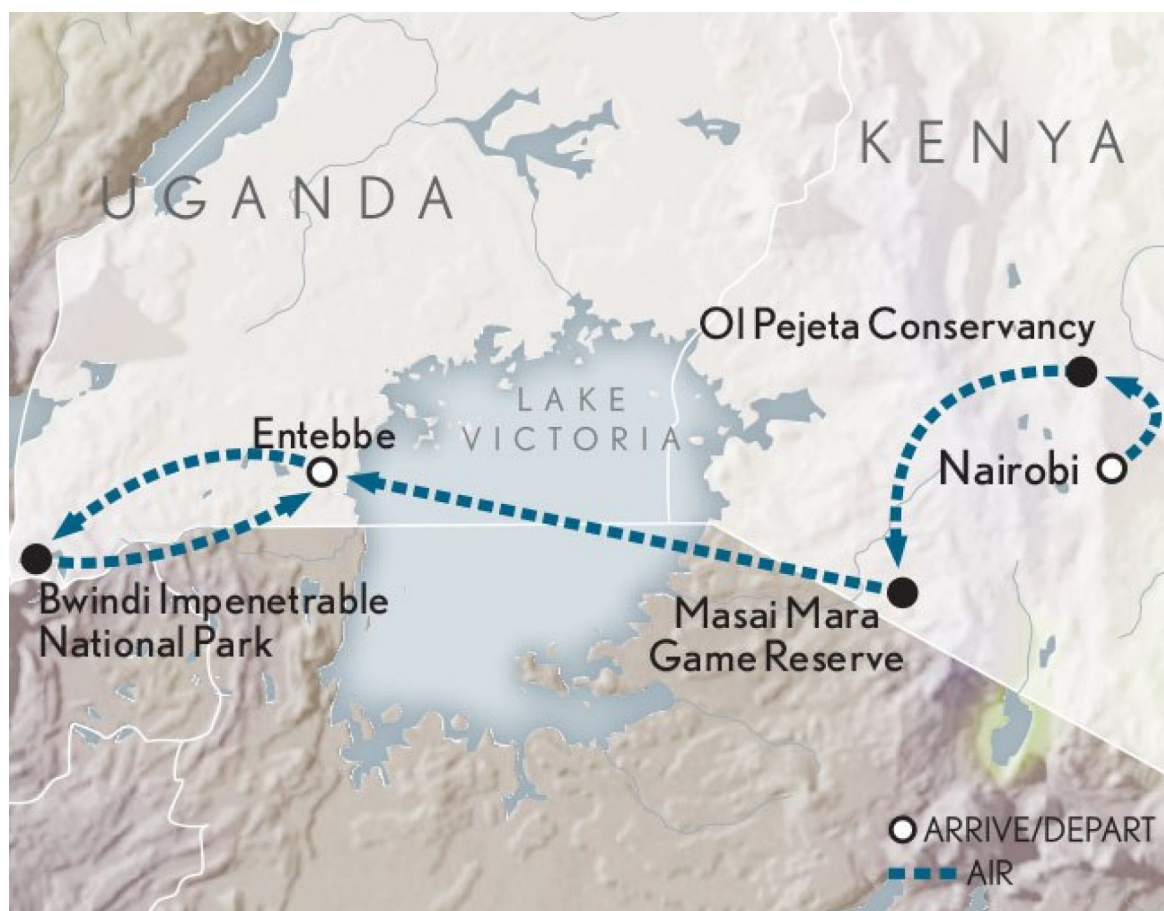 KENYA
UGANDA
Ol Pejeta Conservancy
LAKE
VICTORIA
Entebbe
Nairobi
Bwindi Impenetrable
National Park
Masai Mara
Game Reserve
ARRIVE/DEPART
AIR